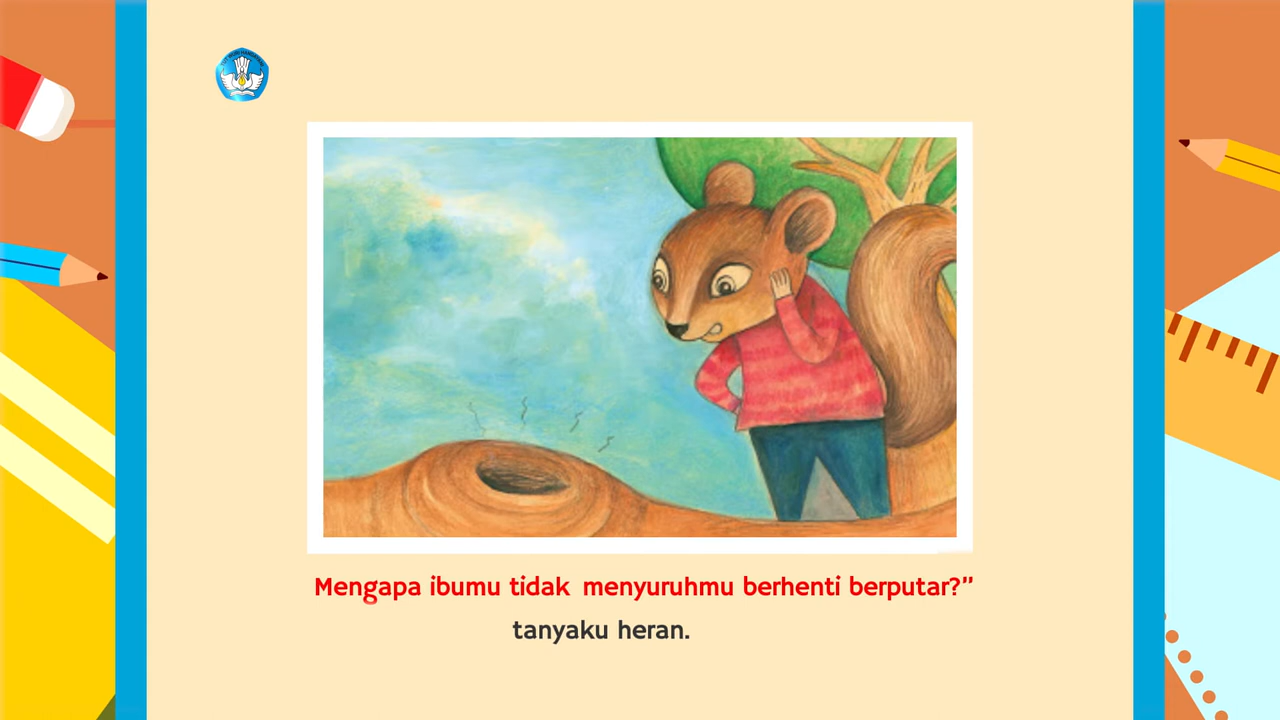 Mengapa ibumu tidak menyuruhmu berhenti berputar?”
tanyaku heran.